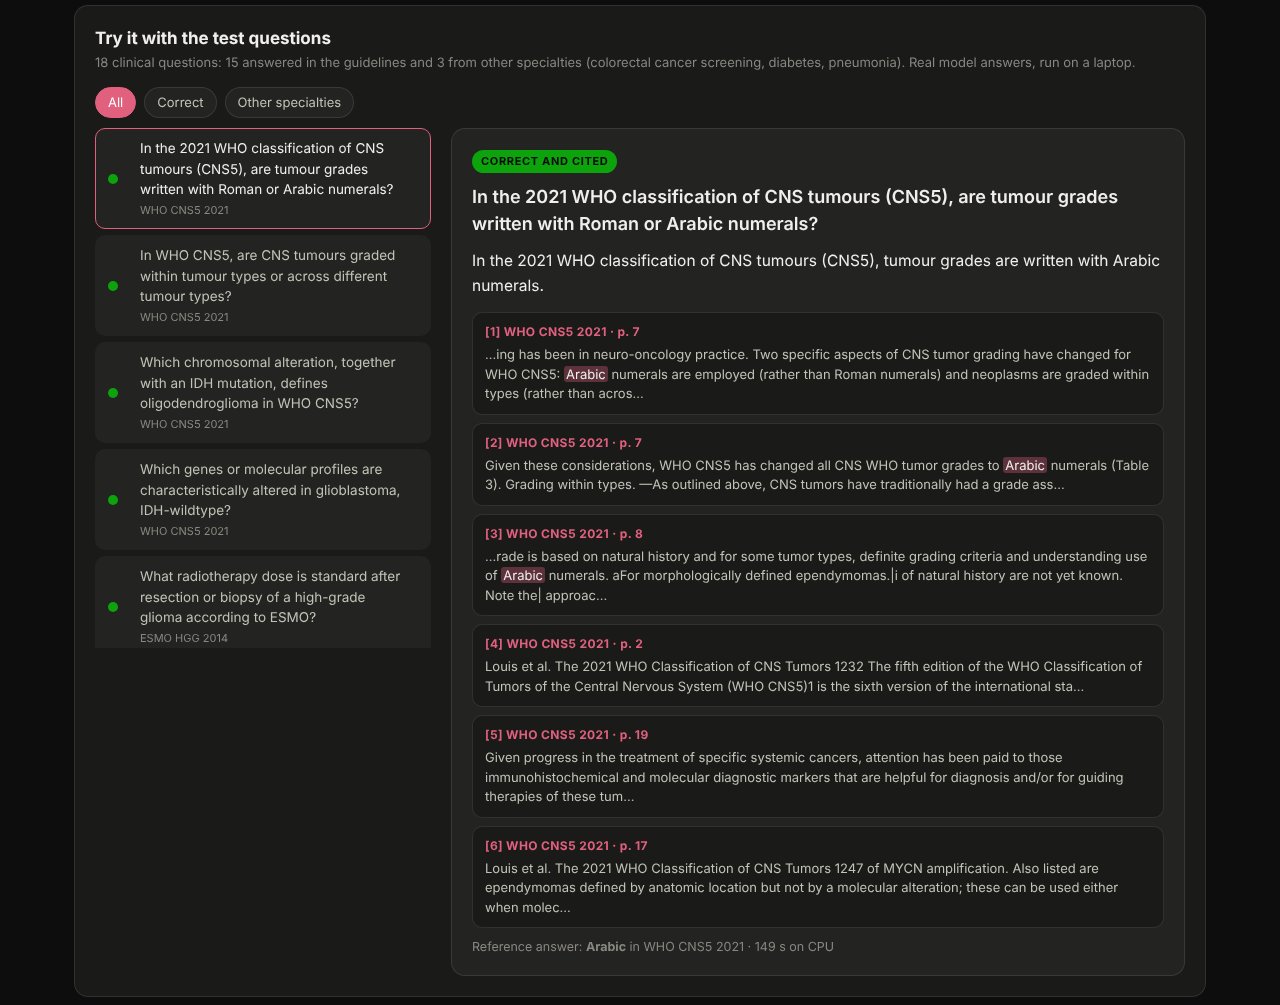 Try it with the test questions
18 clinical questions: 15 answered in the guidelines and 3 from other specialties (colorectal cancer screening, diabetes, pneumonia). Real model answers, run on a laptop.
All
Correct
Other specialties
In the 2021 WHO classification of CNS
tumours (CNS5), are tumour grades
written with Roman or Arabic numerals?
WHO CNS5 2021
In WHO CNS5, are CNS tumours graded
within tumour types or across different
tumour types?
WHO CNS5 2021
Which chromosomal alteration, together
with an IDH mutation, defines
oligodendroglioma in WHO CNS5?
WHO CNS5 2021
Which genes or molecular profiles are
characteristically altered in glioblastoma,
IDH-wildtype?
WHO CNS5 2021
What radiotherapy dose is standard after
resection or biopsy of a high-grade
glioma according to ESMO?
ESMO HGG 2014
CORRECT AND CITED
In the 2021 WHO classification of CNS tumours (CNS5), are tumour grades
written with Roman or Arabic numerals?
In the 2021 WHO classification of CNS tumours (CNS5), tumour grades are written with Arabic
numerals.
[1] WHO CNS5 2021 · p. 7
...ing has been in neuro-oncology practice. Two specific aspects of CNS tumor grading have changed for
WHO CNS5: Arabic numerals are employed (rather than Roman numerals) and neoplasms are graded within
types (rather than acros...
[2] WHO CNS5 2021 · p. 7
Given these considerations, WHO CNS5 has changed all CNS WHO tumor grades to Arabic numerals (Table
3). Grading within types. —As outlined above, CNS tumors have traditionally had a grade ass...
[3] WHO CNS5 2021 · p. 8
...rade is based on natural history and for some tumor types, definite grading criteria and understanding use
of Arabic numerals. aFor morphologically defined ependymomas.|i of natural history are not yet known.
Note the| approac...
[4] WHO CNS5 2021 · p. 2
Louis et al. The 2021 WHO Classification of CNS Tumors 1232 The fifth edition of the WHO Classification of
Tumors of the Central Nervous System (WHO CNS5)1 is the sixth version of the international sta...
[5] WHO CNS5 2021 · p. 19
Given progress in the treatment of specific systemic cancers, attention has been paid to those
immunohistochemical and molecular diagnostic markers that are helpful for diagnosis and/or for guiding
therapies of these tum...
[6] WHO CNS5 2021 · p. 17
Louis et al. The 2021 WHO Classification of CNS Tumors 1247 of MYCN amplification. Also listed are
ependymomas defined by anatomic location but not by a molecular alteration; these can be used either
when molec...
Reference answer: Arabic in WHO CNS5 2021 · 149 s on CPU